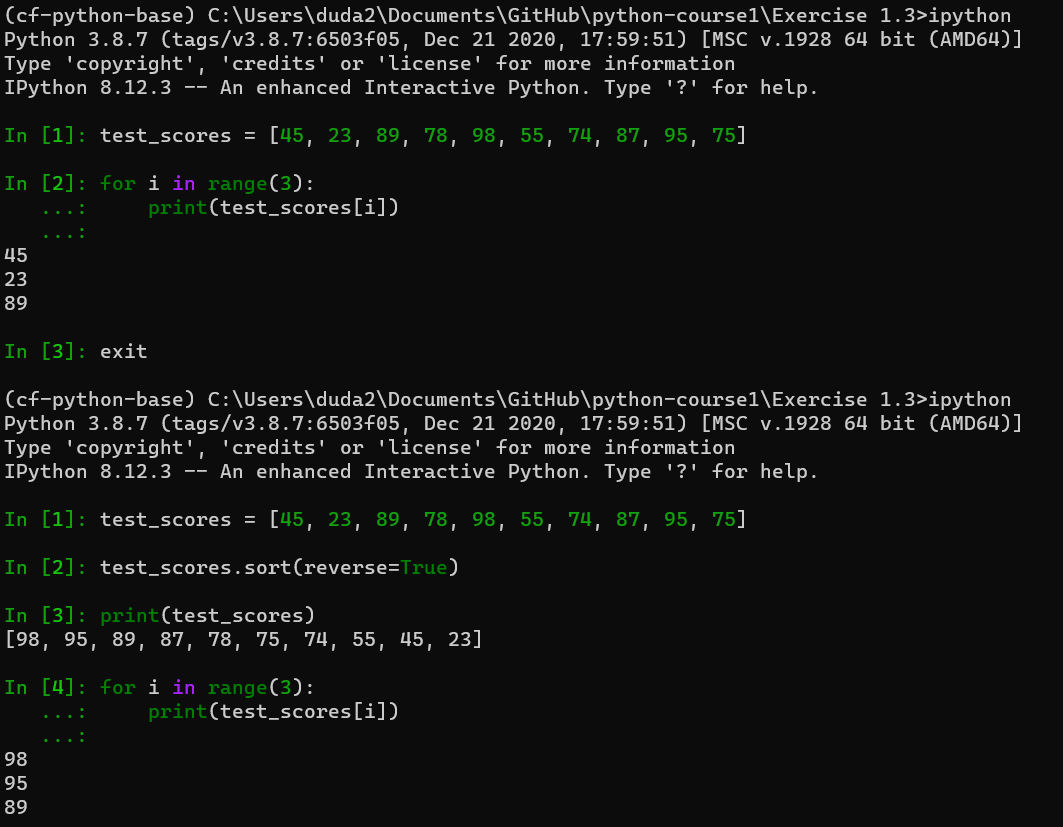 (cf-python-base) C:\Users\duda2\Documents\GitHub\python-course1\Exercise 1.3>ipython
Python 3.8.7 (tags/v3.8.7:6503f05, Dec 21 2020, 17:59:51) [MSC v.1928 64 bit (AMD64)]
Type 'copyright', 'credits' or 'license' for more information
IPython 8.12.3 -- An enhanced Interactive Python. Type '?' for help.

In [1]: test_scores = [45, 23, 89, 78, 98, 55, 74, 87, 95, 75]

In [2]: for i in range(3):
   ...:     print(test_scores[i])
   ...:
45
23
89

In [3]: exit

(cf-python-base) C:\Users\duda2\Documents\GitHub\python-course1\Exercise 1.3>ipython
Python 3.8.7 (tags/v3.8.7:6503f05, Dec 21 2020, 17:59:51) [MSC v.1928 64 bit (AMD64)]
Type 'copyright', 'credits' or 'license' for more information
IPython 8.12.3 -- An enhanced Interactive Python. Type '?' for help.

In [1]: test_scores = [45, 23, 89, 78, 98, 55, 74, 87, 95, 75]

In [2]: test_scores.sort(reverse=True)

In [3]: print(test_scores)
[98, 95, 89, 87, 78, 75, 74, 55, 45, 23]

In [4]: for i in range(3):
   ...:     print(test_scores[i])
   ...:
98
95
89